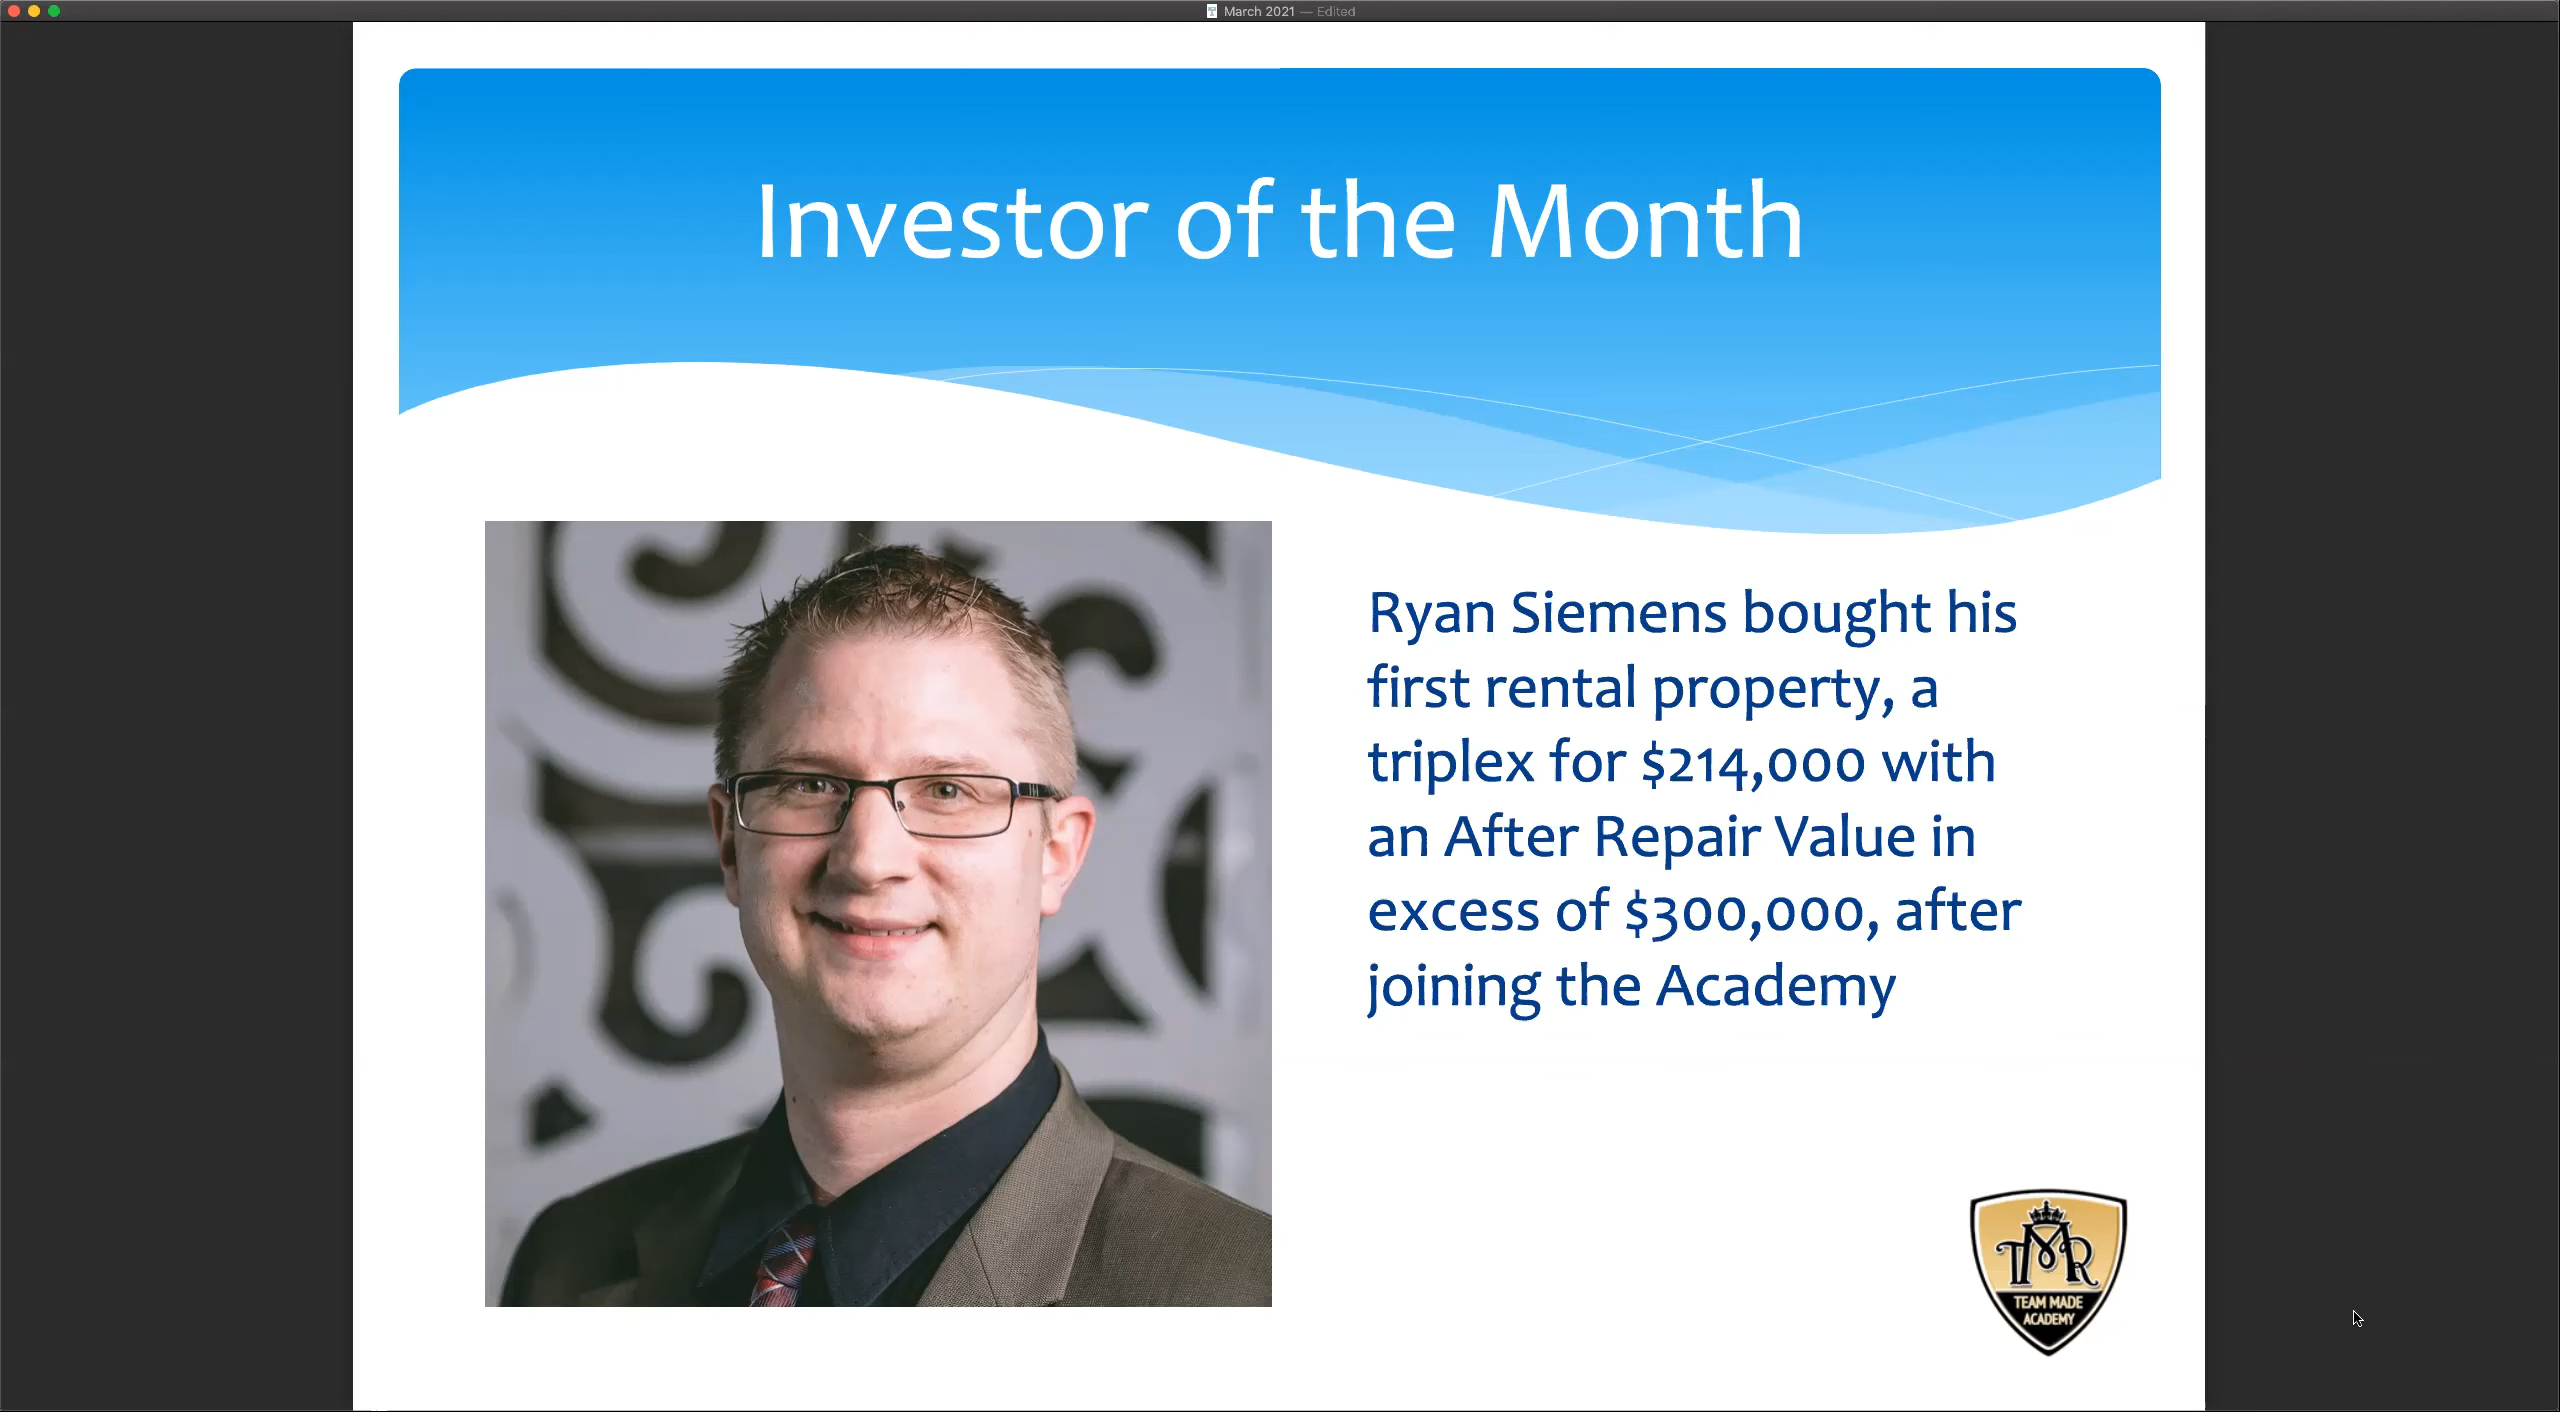 March 2021 — Edited
Investor of the Month
Ryan Siemens bought his
first rental property, a
triplex for $214,000 with
an After Repair Value in
excess of $300,000, after
joining the Academy
TMR
TEAM MADE
ACADEMY